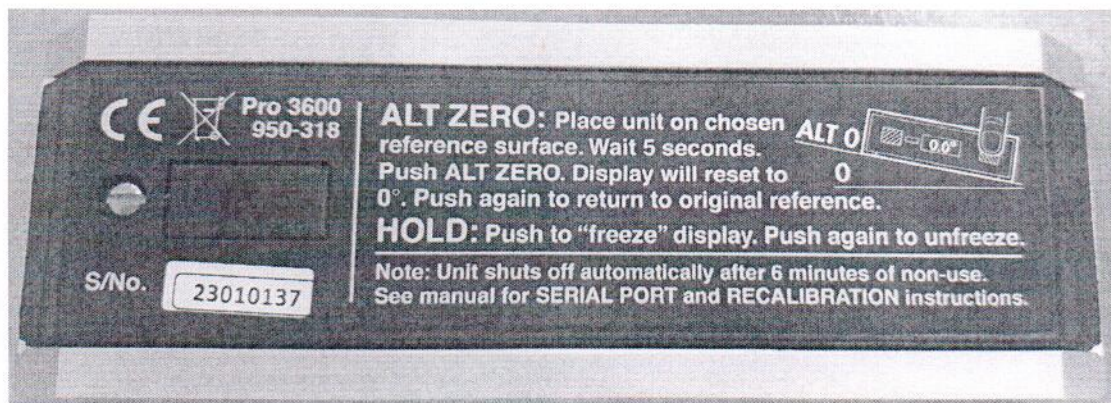 CE Pro 3600
950-318
S/No.
23010137
ALT ZERO: Place unit on chosen
reference surface. Wait 5 seconds.
Push ALT ZERO. Display will reset to
0°. Push again to return to original reference.
ALT 0
0.0°
0
HOLD: Push to “freeze” display. Push again to unfreeze.
Note: Unit shuts off automatically after 6 minutes of non-use.
See manual for SERIAL PORT and RECALIBRATION instructions.